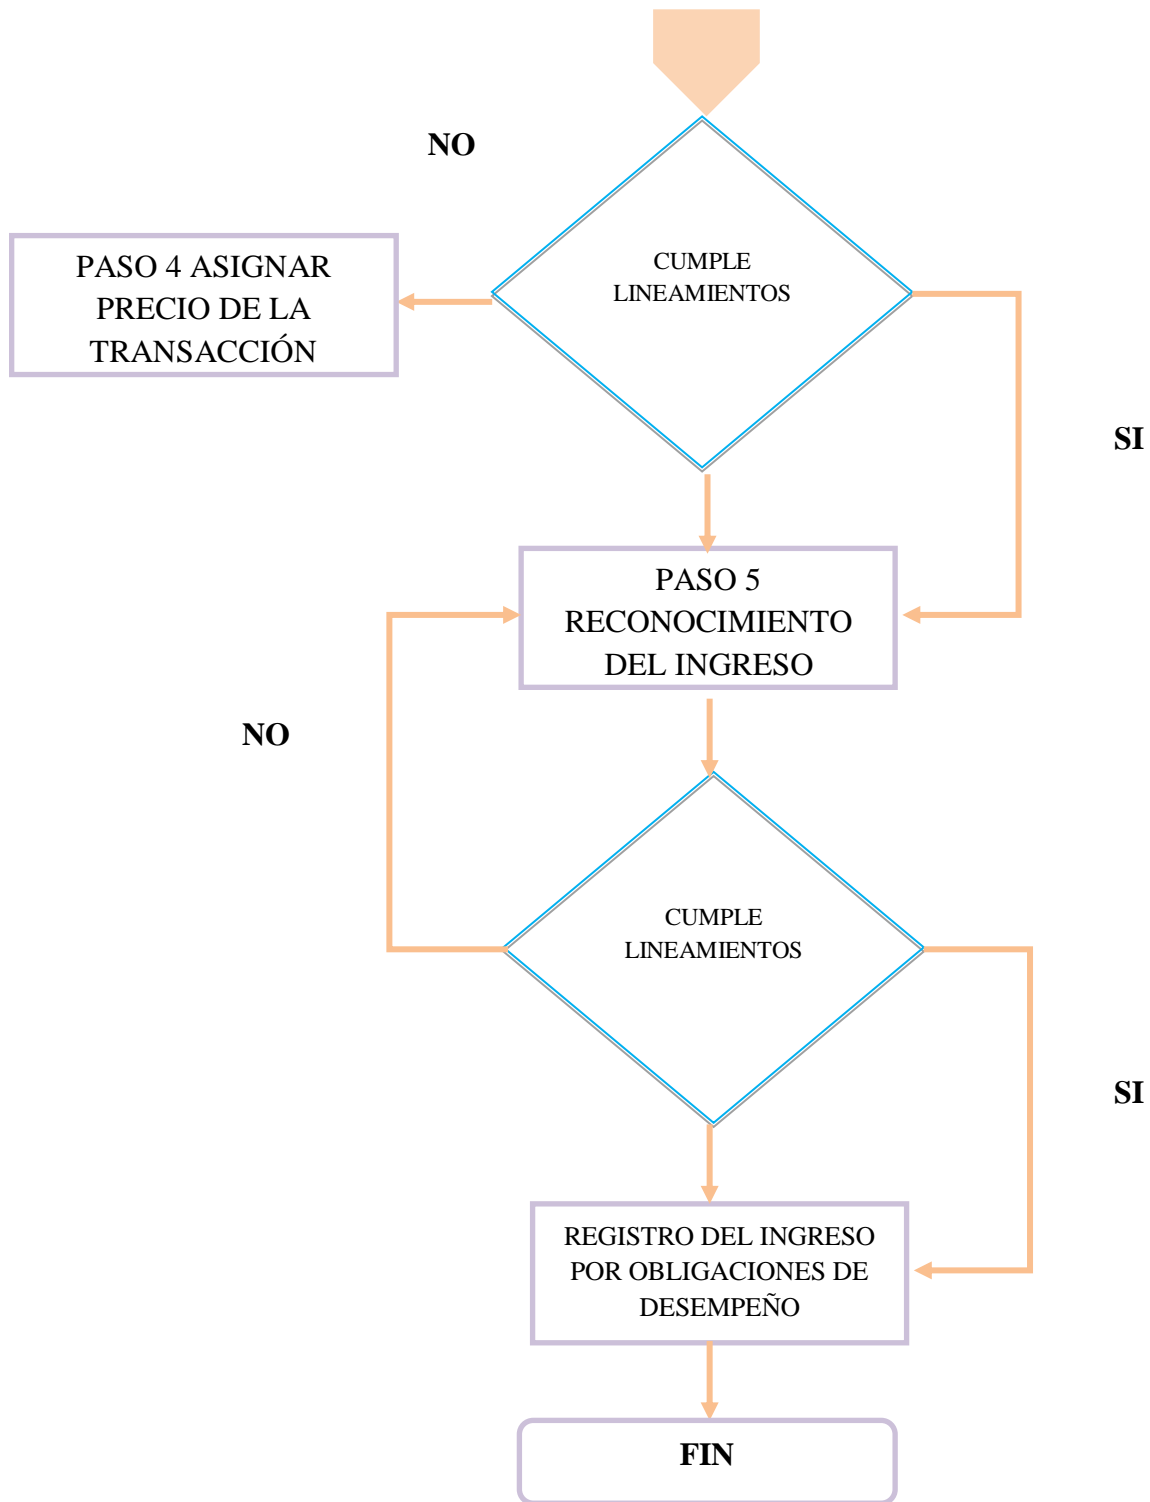 NO
CUMPLE
LINEAMIENTOS
PASO 4 ASIGNAR
PRECIO DE LA
TRANSACCIÓN
SI
PASO 5
RECONOCIMIENTO
DEL INGRESO
NO
CUMPLE
LINEAMIENTOS
SI
REGISTRO DEL INGRESO
POR OBLIGACIONES DE
DESEMPEÑO
FIN